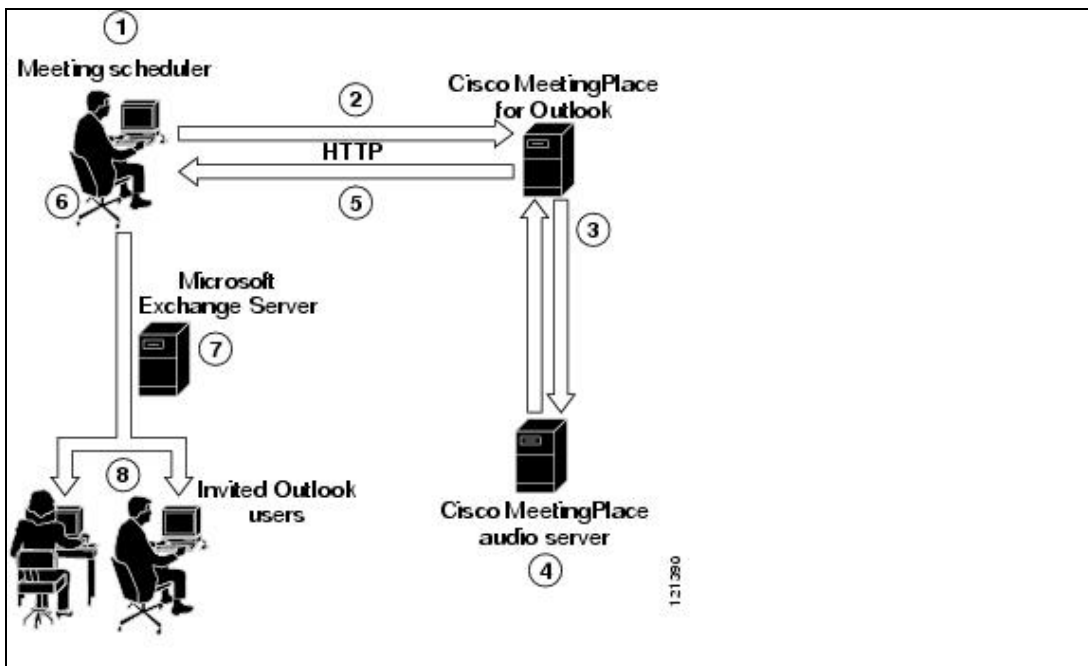 1
Meeting scheduler
2
Cisco MeetingPlace
for Outlook
HTTP
6
5
3
Microsoft
Exchange Server
7
8
Invited Outlook
users
Cisco MeetingPlace
audio server
4
121390